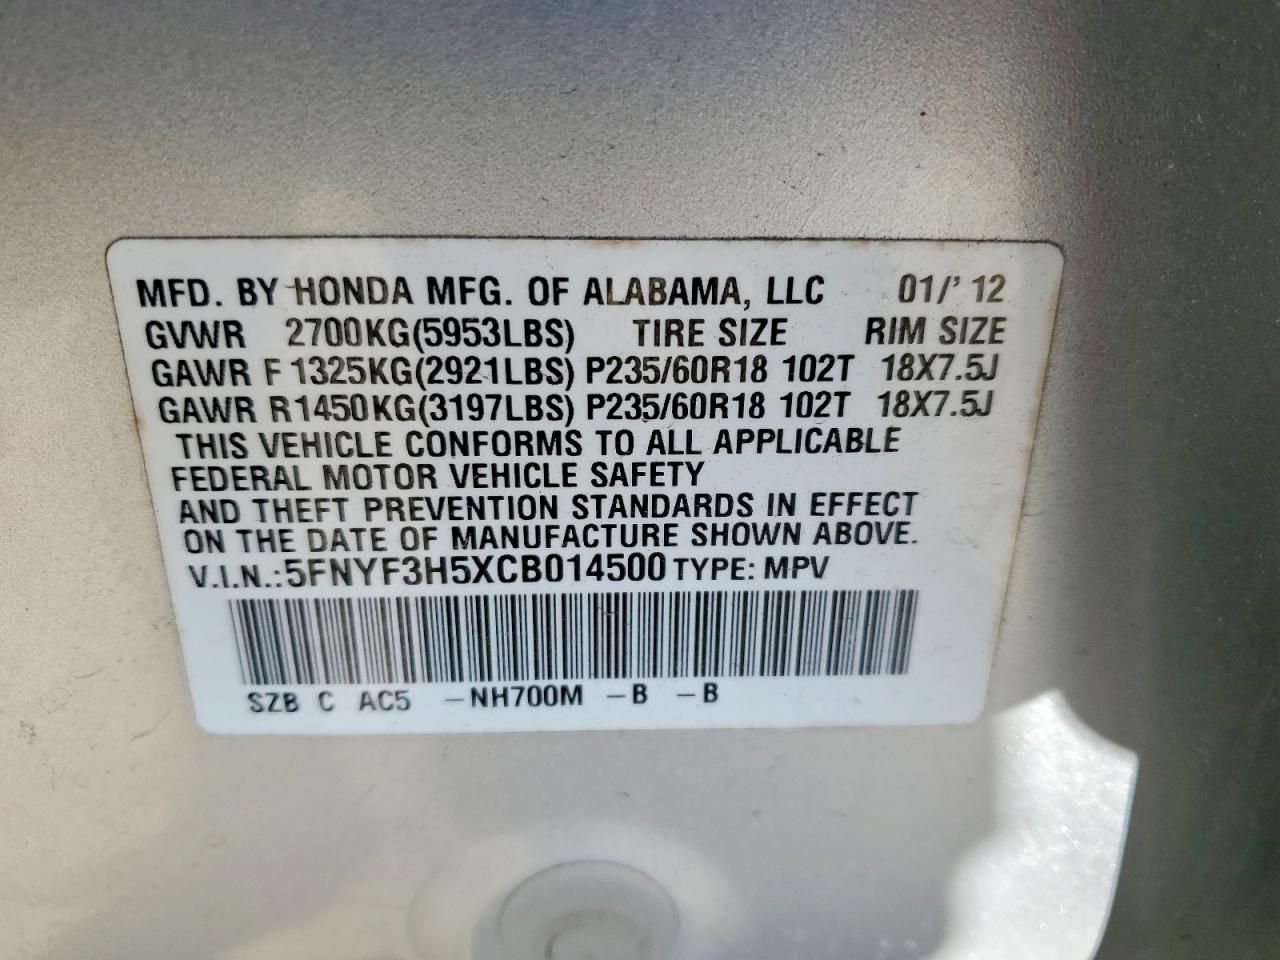 MFD. BY HONDA MFG. OF ALABAMA, LLC 01/'12
GVWR 2700KG(5953LBS) TIRE SIZE RIM SIZE
GAWR F 1325KG(2921LBS) P235/60R18 102T 18X7.5J
GAWR R 1450KG(3197LBS) P235/60R18 102T 18X7.5J
THIS VEHICLE CONFORMS TO ALL APPLICABLE
FEDERAL MOTOR VEHICLE SAFETY
AND THEFT PREVENTION STANDARDS IN EFFECT
ON THE DATE OF MANUFACTURE SHOWN ABOVE.
V.I.N.:5FNYF3H5XCB014500 TYPE: MPV
SZB C AC5 -NH700M -B -B